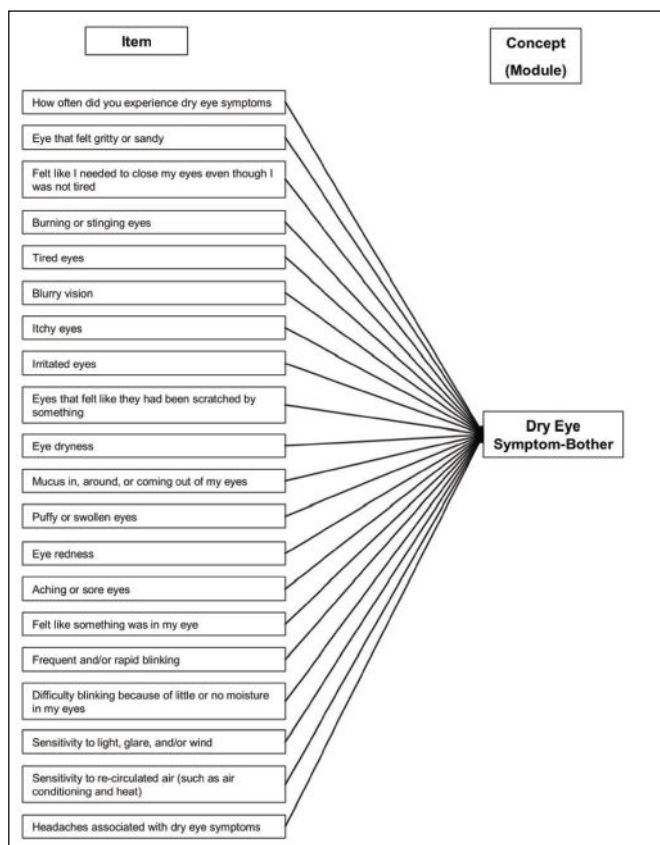 Item
Concept
(Module)
How often did you experience dry eye symptoms
Eye that felt gritty or sandy
Felt like I needed to close my eyes even though I
was not tired
Burning or stinging eyes
Tired eyes
Blurry vision
Itchy eyes
Irritated eyes
Eyes that felt like they had been scratched by
something
Eye dryness
Mucus in, around, or coming out of my eyes
Puffy or swollen eyes
Eye redness
Aching or sore eyes
Felt like something was in my eye
Frequent and/or rapid blinking
Difficulty blinking because of little or no moisture
in my eyes
Sensitivity to light, glare, and/or wind
Sensitivity to re-circulated air (such as air
conditioning and heat)
Headaches associated with dry eye symptoms
Dry Eye
Symptom-Bother